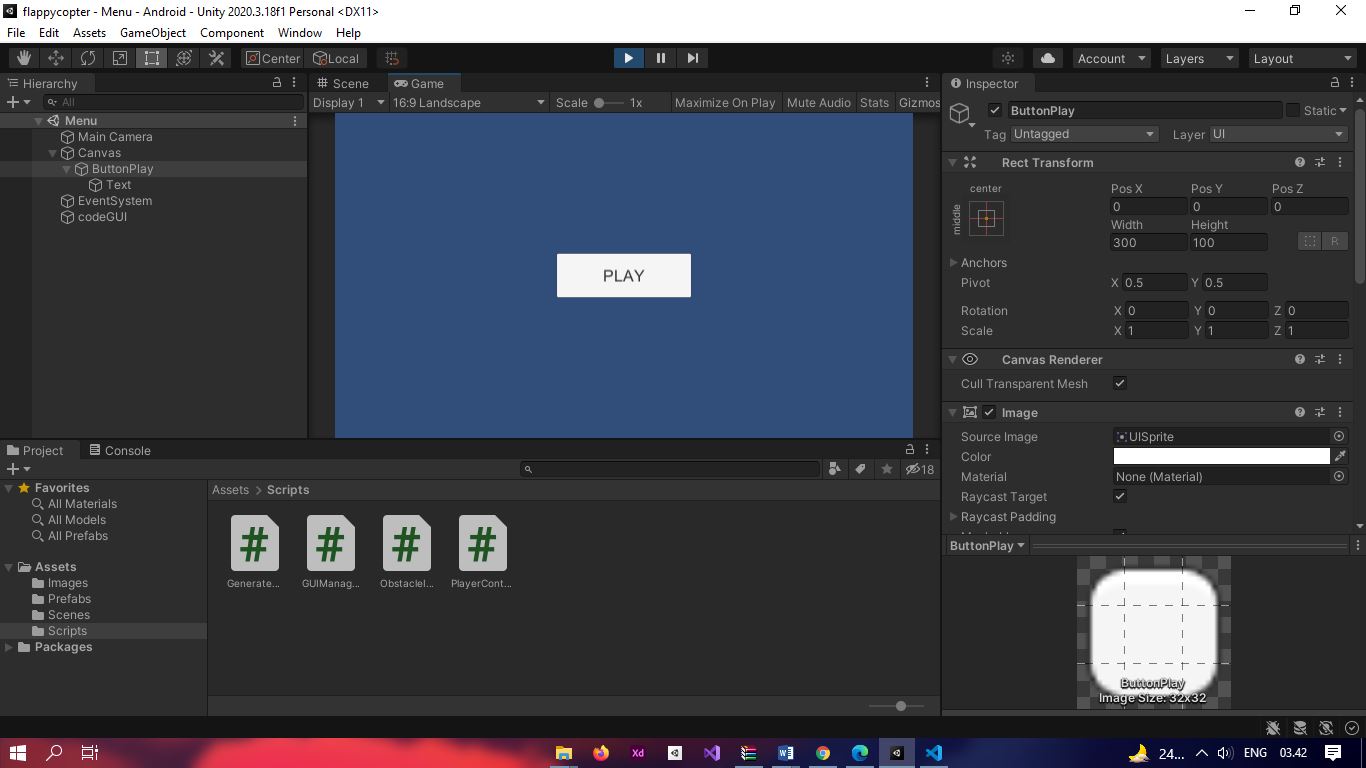 flappycopter - Menu - Android - Unity 2020.3.18f1 Personal <DX11>
File Edit Assets GameObject Component Window Help
Center Local Account Layers Layout
Hierarchy
All
Menu
Main Camera
Canvas
ButtonPlay
Text
EventSystem
codeGUI
Scene Game
Display 1 16:9 Landscape Scale 1x Maximize On Play Mute Audio Stats Gizmos
PLAY
Inspector
ButtonPlay Static
Tag Untagged Layer UI
Rect Transform
center
middle
Pos X Pos Y Pos Z
0 0 0
Width Height
300 100
R
Anchors
Pivot X 0.5 Y 0.5
Rotation X 0 Y 0 Z 0
Scale X 1 Y 1 Z 1
Canvas Renderer
Cull Transparent Mesh
Image
Source Image UISprite
Color
Material None (Material)
Raycast Target
Raycast Padding
ButtonPlay
ButtonPlay
Image Size: 32x32
Project Console
18
Favorites
All Materials
All Models
All Prefabs
Assets
Images
Prefabs
Scenes
Scripts
Packages
Assets > Scripts
Generate... GUIManag... ObstacleI... PlayerCont...
Xd
24... ENG 03.42